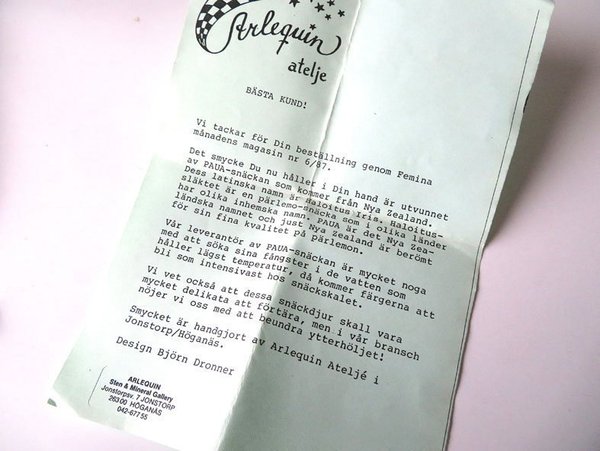 Arlequin
atelje
BÄSTA KUND!
Vi tackar för Din beställning genom Femina
månadens magasin nr 6/87.
Det smycke Du nu håller i Din hand är utvunnet
av PAUA-snäckan som kommer från Nya Zealand.
Dess latinska namn är Haloitus Iris. Haloitus-
släktet är en pärlemo-snäcka som i olika länder
har olika inhemska namn. PAUA är det Nya Zea-
ländska namnet och just Nya Zealand är berömt
för sin fina kvalitet på Pärlemon.
Vår leverantör av PAUA-snäckan är mycket noga
med att söka sina fångster i de vatten som
håller lägst temperatur, då kommer färgerna att
bli som intensivast hos snäckskalet.
Vi vet också att dessa snäckdjur skall vara
mycket delikata att förtära, men i vår bransch
nöjer vi oss med att beundra ytterhöljet!
Smycket är handgjort av Arlequin Ateljé i
Jonstorp/Höganäs.
Design Björn Dronner
ARLEQUIN
Sten & Mineral Gallery
Jonstorpsv. 7 JONSTORP
263 00 HÖGANÄS
042-677 55